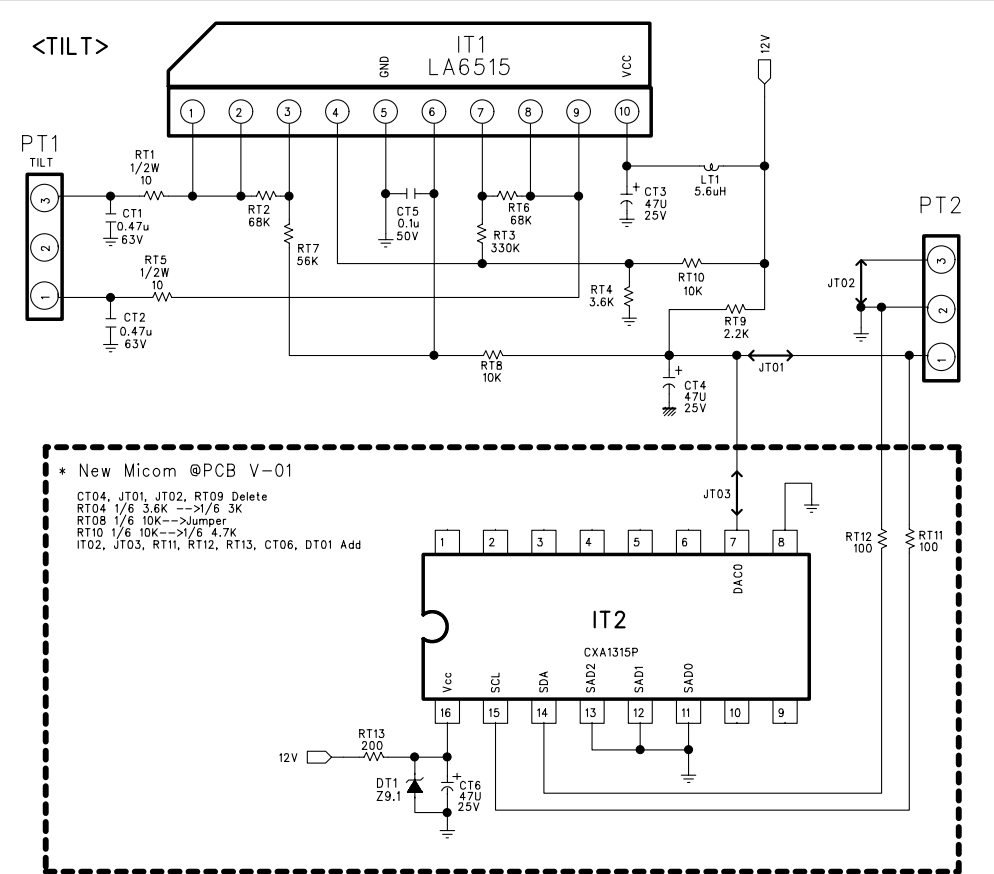 <TILT>
IT1
LA6515
GND
VCC
12V
1
2
3
4
5
6
7
8
9
10
PT1
TILT
3
2
1
RT1
1/2W
10
CT1
0.47u
63V
RT2
68K
RT7
56K
RT5
1/2W
10
CT2
0.47u
63V
CT5
0.1u
50V
RT6
68K
RT3
330K
CT3
47U
25V
LT1
5.6uH
RT10
10K
RT4
3.6K
RT9
2.2K
RT8
10K
CT4
47U
25V
JT01
JT02
PT2
3
2
1
* New Micom @PCB V-01
CT04, JT01, JT02, RT09 Delete
RT04 1/6 3.6K -->1/6 3K
RT08 1/6 10K-->Jumper
RT10 1/6 10K-->1/6 4.7K
IT02, JT03, RT11, RT12, RT13, CT06, DT01 Add
JT03
RT12
100
RT11
100
1
2
3
4
5
6
7
8
DACO
IT2
CXA1315P
Vcc
SCL
SDA
SAD2
SAD1
SAD0
16
15
14
13
12
11
10
9
12V
RT13
200
DT1
Z9.1
CT6
47U
25V